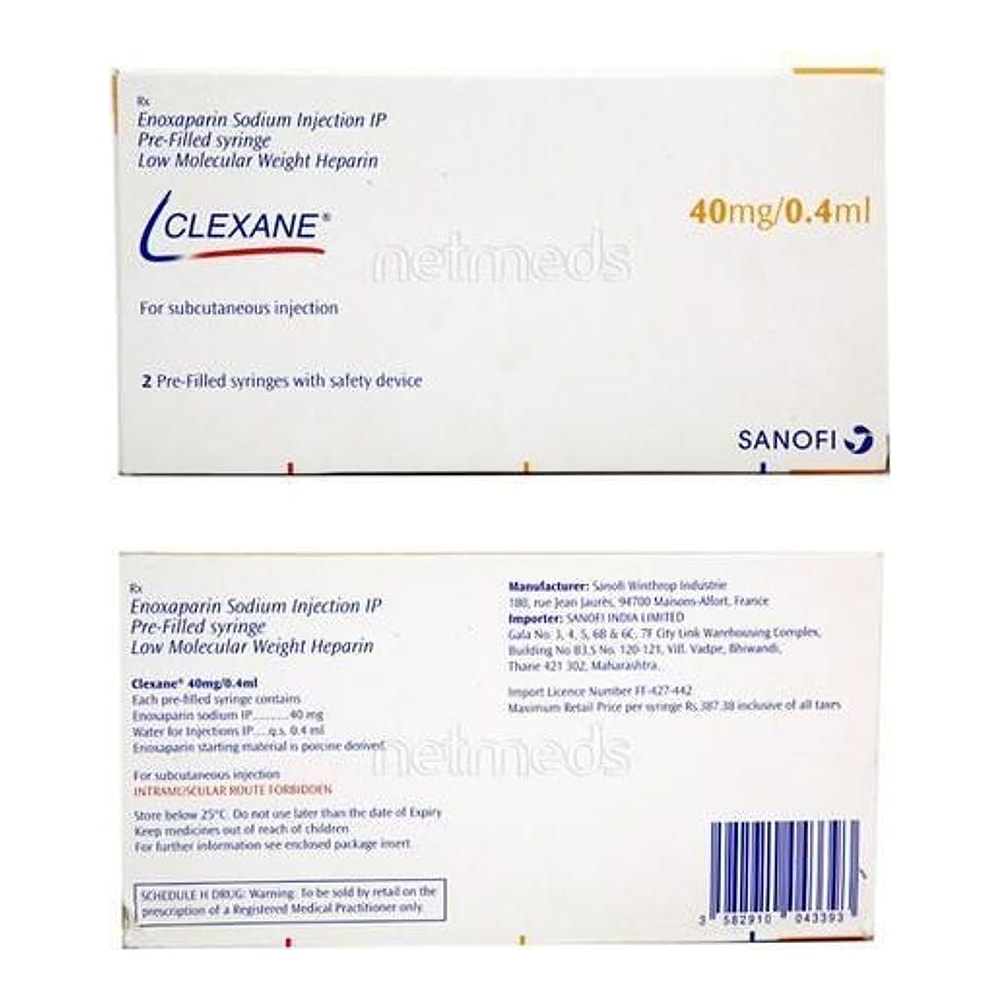 Rx
Enoxaparin Sodium Injection IP
Pre-Filled syringe
Low Molecular Weight Heparin
CLEXANE®
40mg/0.4ml
netmeds
For subcutaneous injection
2 Pre-Filled syringes with safety device
SANOFI
Rx
Enoxaparin Sodium Injection IP
Pre-Filled syringe
Low Molecular Weight Heparin
Clexane® 40mg/0.4ml
Each pre-filled syringe contains
Enoxaparin sodium IP..........40 mg
Water for Injections IP....q.s. 0.4 ml
Enoxaparin starting material is porcine derived.
For subcutaneous injection
INTRAMUSCULAR ROUTE FORBIDDEN
Store below 25°C. Do not use later than the date of Expiry
Keep medicines out of reach of children
For further information see enclosed package insert
SCHEDULE H DRUG: Warning: To be sold by retail on the
prescription of a Registered Medical Practitioner only.
Manufacturer: Sanofi Winthrop Industrie
180, rue Jean Jaurès, 94700 Maisons-Alfort, France
Importer: SANOFI INDIA LIMITED
Gala No. 3, 4, 5, 6B & 6C, 7F City Link Warehousing Complex,
Building No B3,S No. 120-121, Vill. Vadpe, Bhiwandi,
Thane 421 302, Maharashtra.
Import Licence Number FF-427-442
Maximum Retail Price per syringe Rs.387.38 inclusive of all taxes
netmeds
3 582910 043393